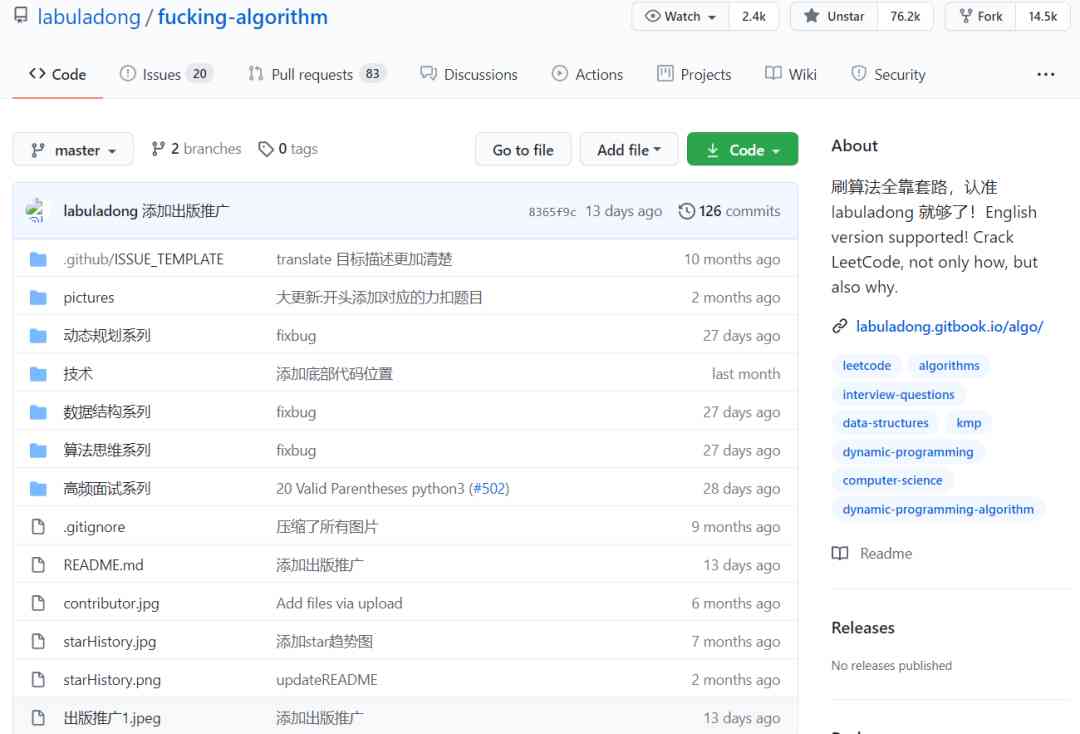 labuladong / fucking-algorithm
Watch 2.4k Unstar 76.2k Fork 14.5k
Code Issues 20 Pull requests 83 Discussions Actions Projects Wiki Security ...
master 2 branches 0 tags Go to file Add file Code
labuladong 添加出版推广 8365f9c 13 days ago 126 commits
.github/ISSUE_TEMPLATE translate 目标描述更加清楚 10 months ago
pictures 大更新:开头添加对应的力扣题目 2 months ago
动态规划系列 fixbug 27 days ago
技术 添加底部代码位置 last month
数据结构系列 fixbug 27 days ago
算法思维系列 fixbug 27 days ago
高频面试系列 20 Valid Parentheses python3 (#502) 28 days ago
.gitignore 压缩了所有图片 9 months ago
README.md 添加出版推广 13 days ago
contributor.jpg Add files via upload 6 months ago
starHistory.jpg 添加star趋势图 7 months ago
starHistory.png updateREADME 2 months ago
出版推广1.jpeg 添加出版推广 13 days ago
About
刷算法全靠套路，认准
labuladong 就够了！English
version supported! Crack
LeetCode, not only how, but
also why.
labuladong.gitbook.io/algo/
leetcode algorithms
interview-questions
data-structures kmp
dynamic-programming
computer-science
dynamic-programming-algorithm
Readme
Releases
No releases published